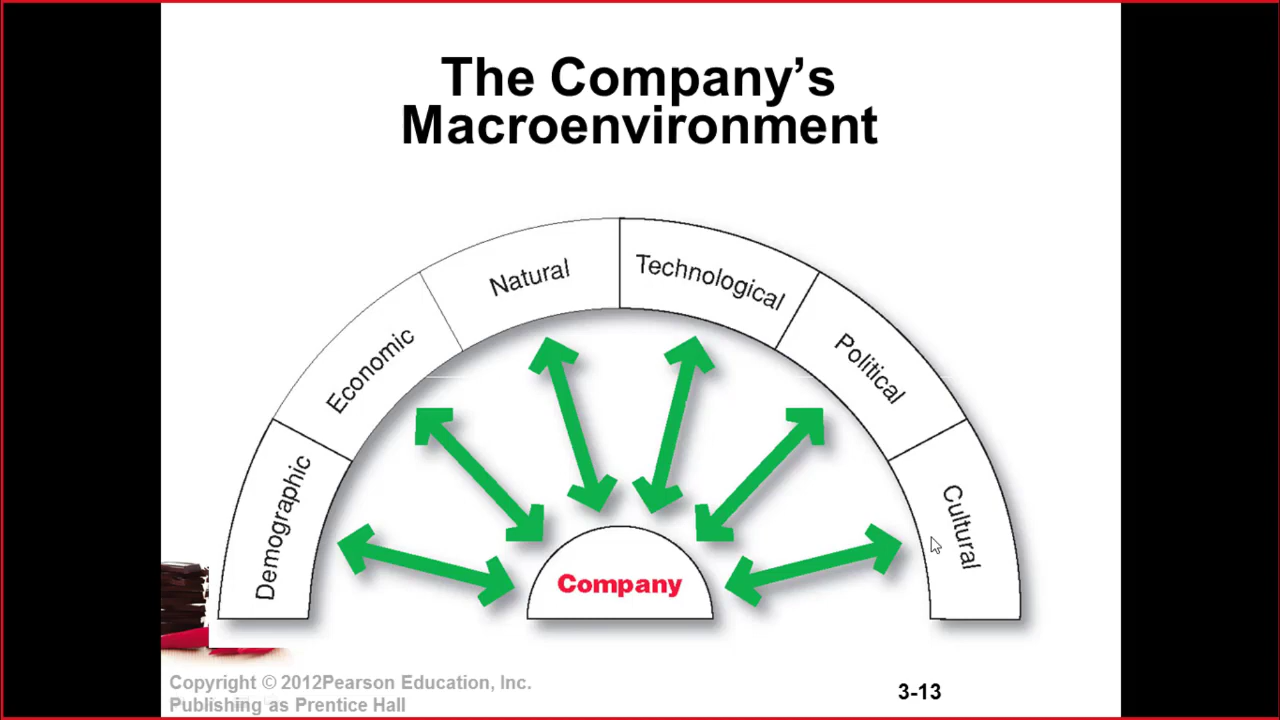 The Company’s
Macroenvironment
Demographic
Economic
Natural
Technological
Political
Cultural
Company
Copyright © 2012Pearson Education, Inc.
Publishing as Prentice Hall
3-13